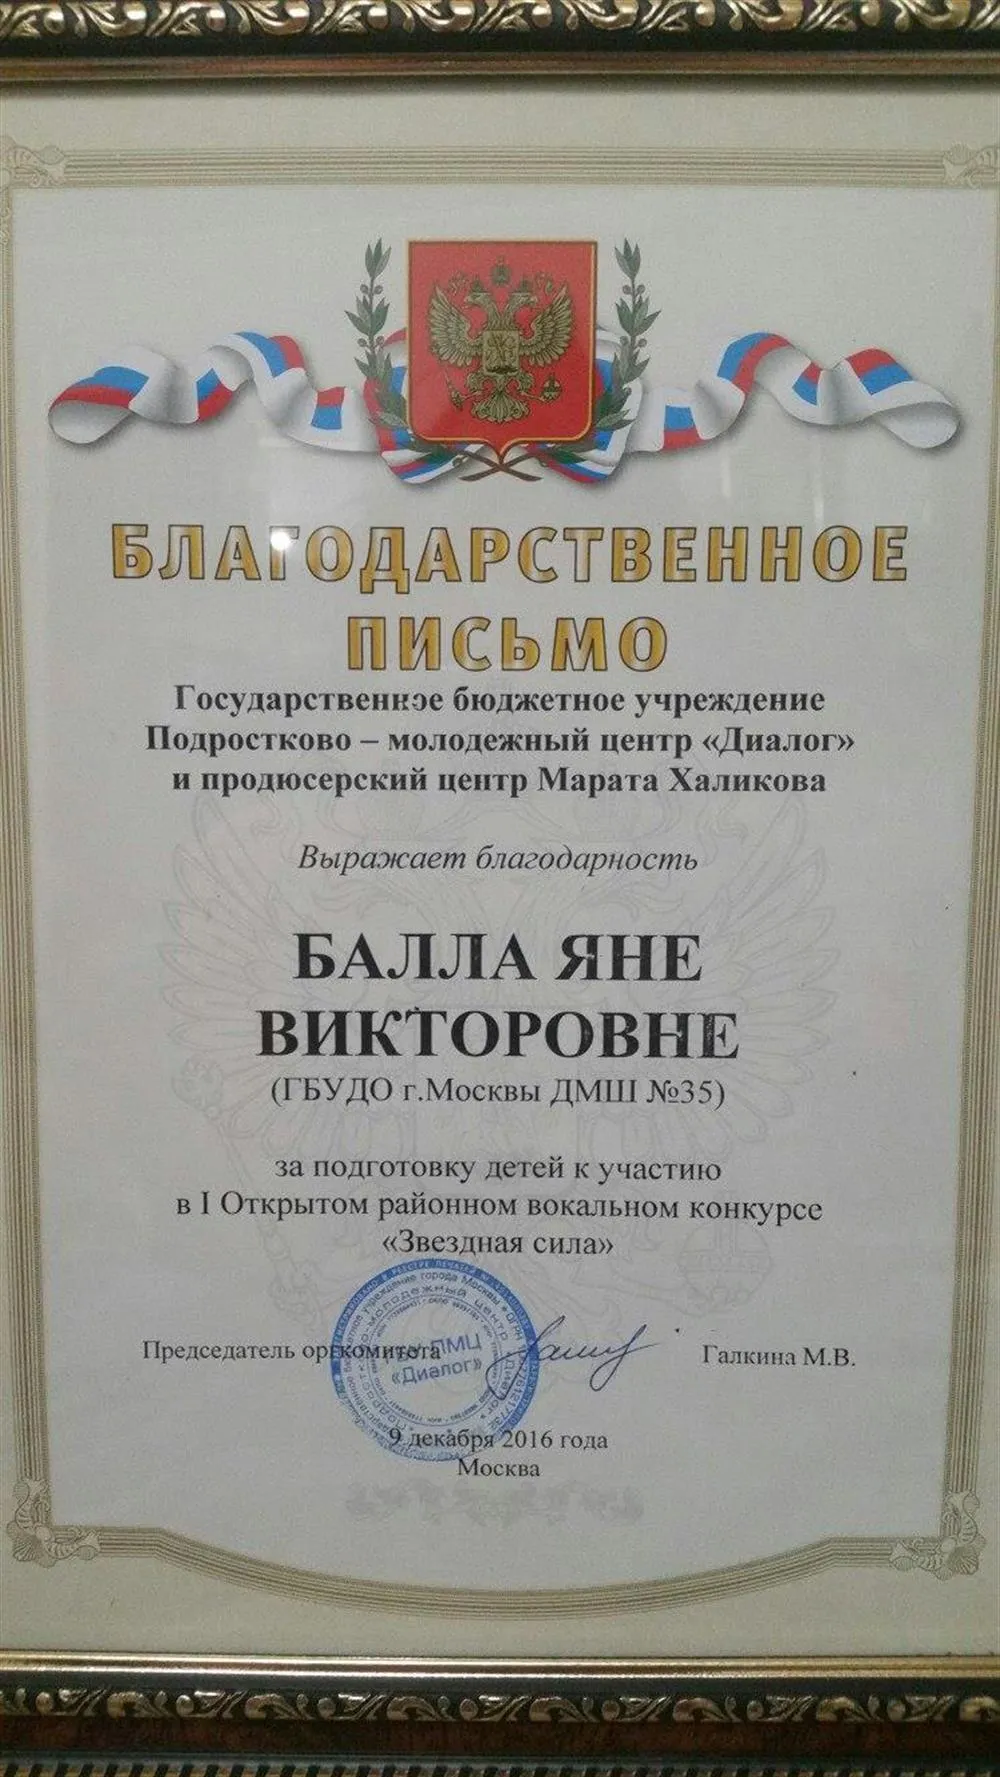 БЛАГОДАРСТВЕННОЕ
ПИСЬМО
Государственное бюджетное учреждение
Подростково – молодежный центр «Диалог»
и продюсерский центр Марата Халикова
Выражает благодарность
БАЛЛА ЯНЕ
ВИКТОРОВНЕ
(ГБУДО г.Москвы ДМШ №35)
за подготовку детей к участию
в I Открытом районном вокальном конкурсе
«Звездная сила»
Председатель оргкомитета
ПМЦ
«Диалог»
Галкина М.В.
9 декабря 2016 года
Москва